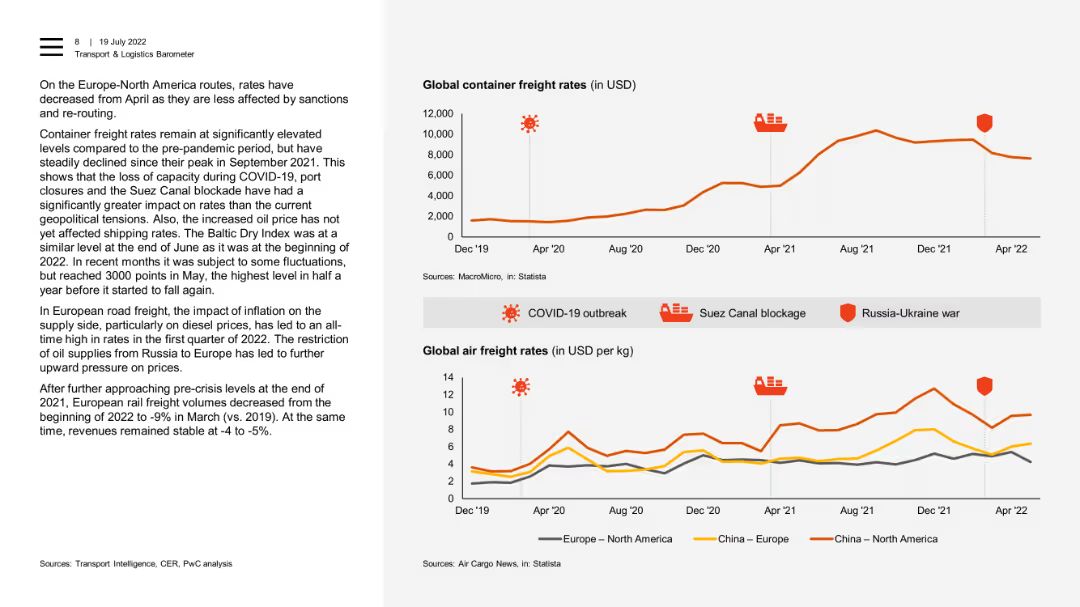 8 | 19 July 2022
Transport & Logistics Barometer
On the Europe-North America routes, rates have
decreased from April as they are less affected by sanctions
and re-routing.
Container freight rates remain at significantly elevated
levels compared to the pre-pandemic period, but have
steadily declined since their peak in September 2021. This
shows that the loss of capacity during COVID-19, port
closures and the Suez Canal blockade have had a
significantly greater impact on rates than the current
geopolitical tensions. Also, the increased oil price has not
yet affected shipping rates. The Baltic Dry Index was at a
similar level at the end of June as it was at the beginning of
2022. In recent months it was subject to some fluctuations,
but reached 3000 points in May, the highest level in half a
year before it started to fall again.
In European road freight, the impact of inflation on the
supply side, particularly on diesel prices, has led to an all-
time high in rates in the first quarter of 2022. The restriction
of oil supplies from Russia to Europe has led to further
upward pressure on prices.
After further approaching pre-crisis levels at the end of
2021, European rail freight volumes decreased from the
beginning of 2022 to -9% in March (vs. 2019). At the same
time, revenues remained stable at -4 to -5%.
Sources: Transport Intelligence, CER, PwC analysis
Global container freight rates (in USD)
12,000
10,000
8,000
6,000
4,000
2,000
0
Dec '19 Apr '20 Aug '20 Dec '20 Apr '21 Aug '21 Dec '21 Apr '22
Sources: MacroMicro, in: Statista
COVID-19 outbreak Suez Canal blockage Russia-Ukraine war
Global air freight rates (in USD per kg)
14
12
10
8
6
4
2
0
Dec '19 Apr '20 Aug '20 Dec '20 Apr '21 Aug '21 Dec '21 Apr '22
Europe – North America China – Europe China – North America
Sources: Air Cargo News, in: Statista